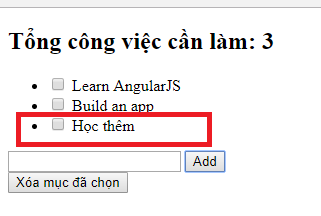 Tổng công việc cần làm: 3
Learn AngularJS
Build an app
Học thêm
Add
Xóa mục đã chọn